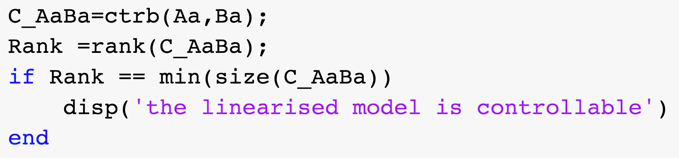 C_AaBa=ctrb(Aa,Ba);
Rank =rank(C_AaBa);
if Rank == min(size(C_AaBa))
    disp('the linearised model is controllable')
end